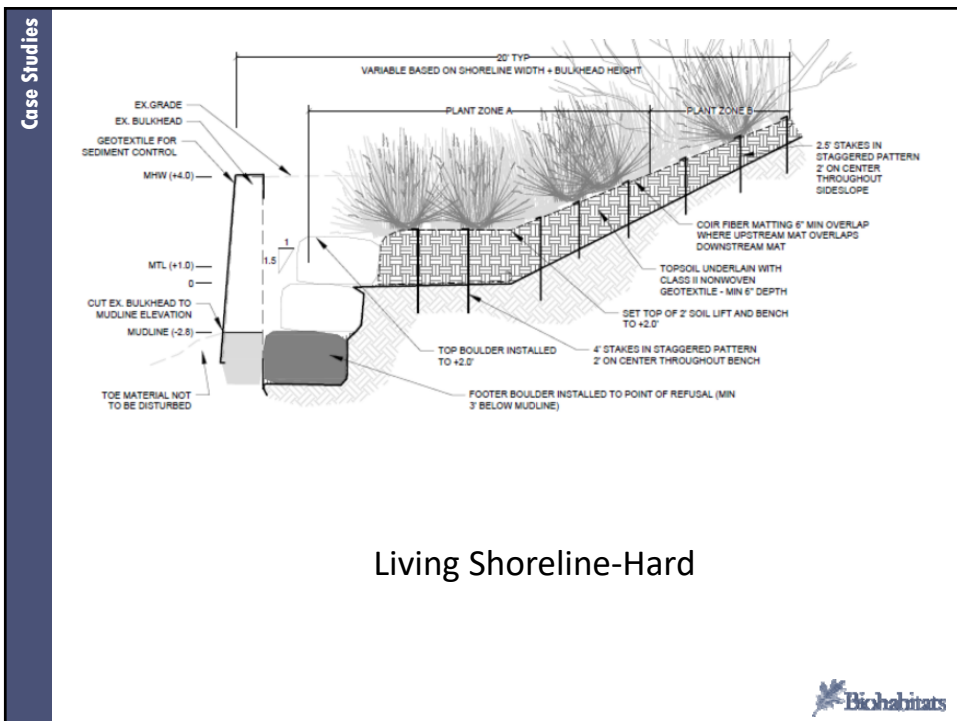 Case Studies
20' TYP
VARIABLE BASED ON SHORELINE WIDTH + BULKHEAD HEIGHT
EX.GRADE
EX. BULKHEAD
GEOTEXTILE FOR
SEDIMENT CONTROL
MHW (+4.0)
PLANT ZONE A
PLANT ZONE B
2.5' STAKES IN
STAGGERED PATTERN
2' ON CENTER
THROUGHOUT
SIDESLOPE
COIR FIBER MATTING 6" MIN OVERLAP
WHERE UPSTREAM MAT OVERLAPS
DOWNSTREAM MAT
1
1.5
MTL (+1.0)
0
TOPSOIL UNDERLAIN WITH
CLASS II NONWOVEN
GEOTEXTILE - MIN 6" DEPTH
CUT EX. BULKHEAD TO
MUDLINE ELEVATION
SET TOP OF 2' SOIL LIFT AND BENCH
TO +2.0'
MUDLINE (-2.8)
TOP BOULDER INSTALLED
TO +2.0'
4' STAKES IN STAGGERED PATTERN
2' ON CENTER THROUGHOUT BENCH
TOE MATERIAL NOT
TO BE DISTURBED
FOOTER BOULDER INSTALLED TO POINT OF REFUSAL (MIN
3' BELOW MUDLINE)
Living Shoreline-Hard
Biohabitats